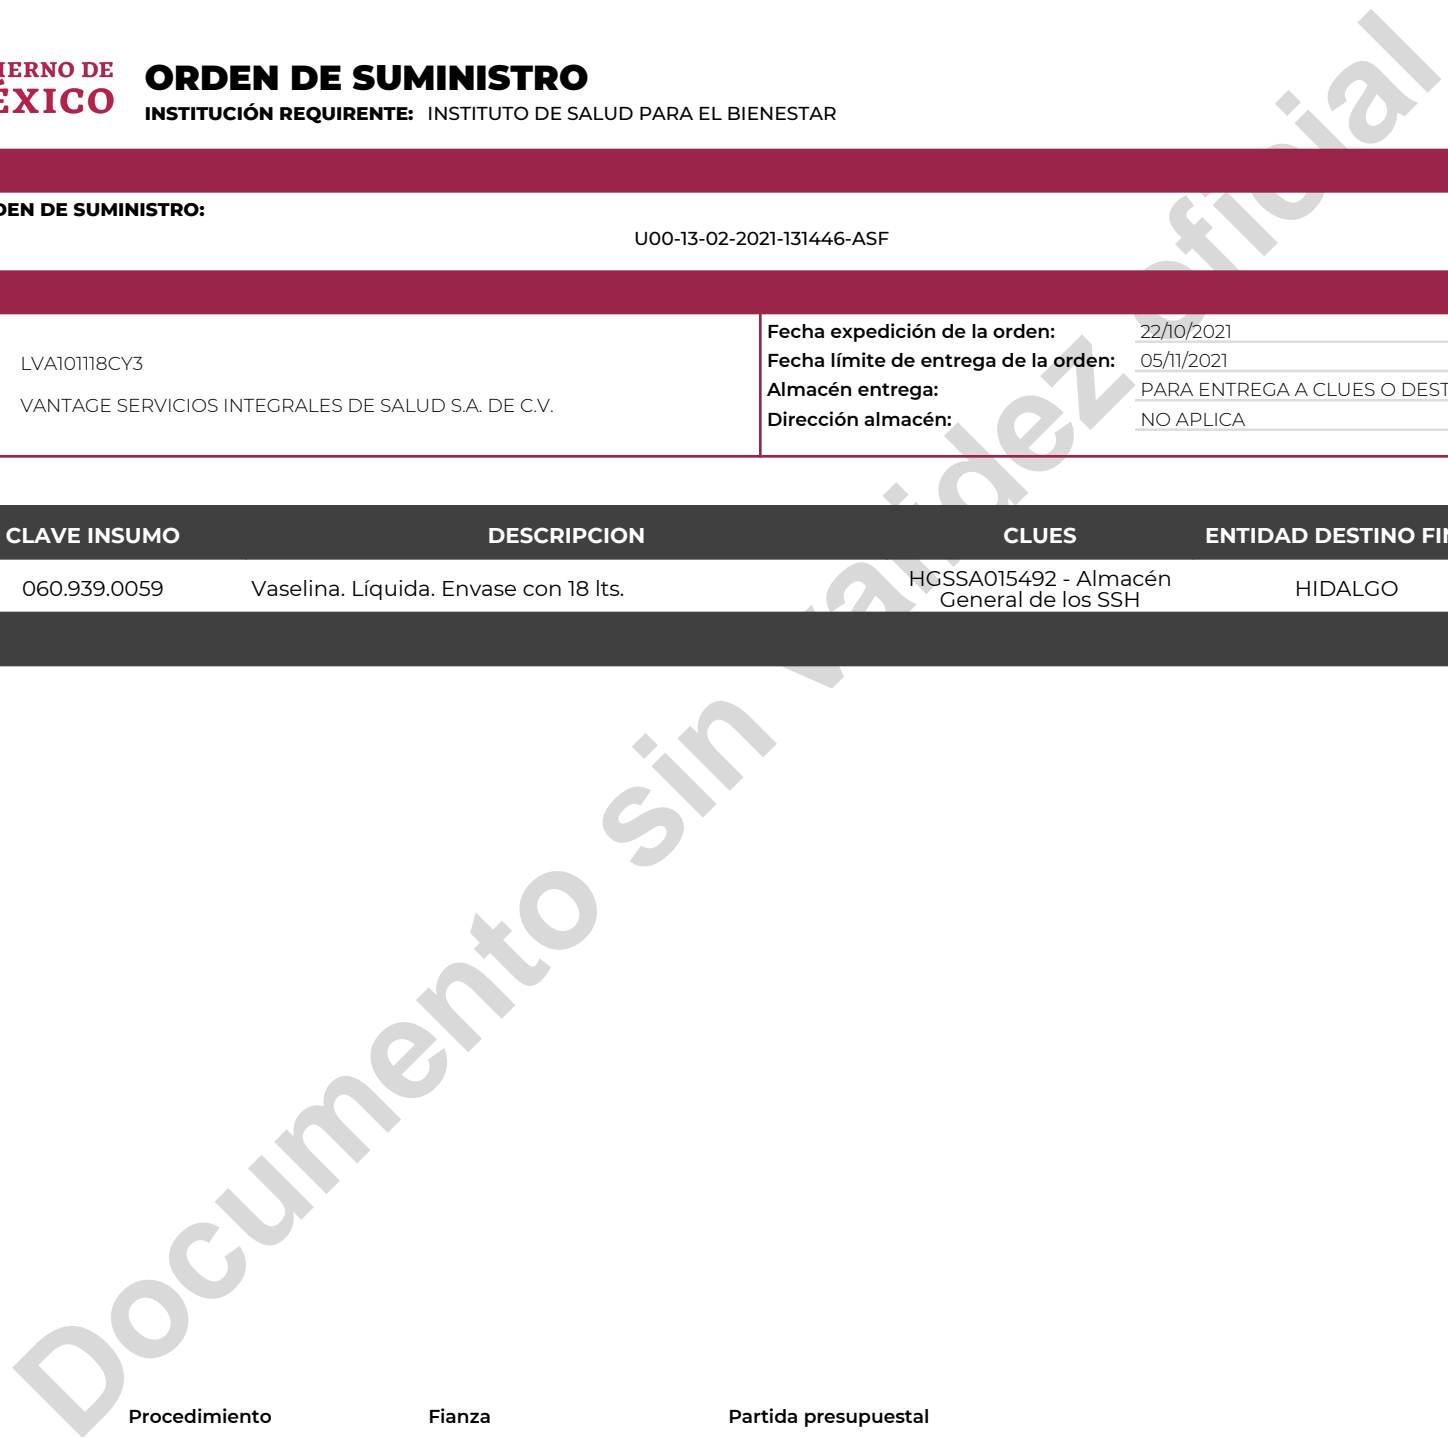 IERNO DE
ÉXICO
ORDEN DE SUMINISTRO
INSTITUCIÓN REQUIRENTE: INSTITUTO DE SALUD PARA EL BIENESTAR
DEN DE SUMINISTRO:
U00-13-02-2021-131446-ASF
LVA101118CY3
VANTAGE SERVICIOS INTEGRALES DE SALUD S.A. DE C.V.
Fecha expedición de la orden: 22/10/2021
Fecha límite de entrega de la orden: 05/11/2021
Almacén entrega: PARA ENTREGA A CLUES O DEST
Dirección almacén: NO APLICA
CLAVE INSUMO DESCRIPCION CLUES ENTIDAD DESTINO FIN
060.939.0059 Vaselina. Líquida. Envase con 18 lts. HGSSA015492 - Almacén General de los SSH HIDALGO
Documento sin validez oficial
Procedimiento Fianza Partida presupuestal